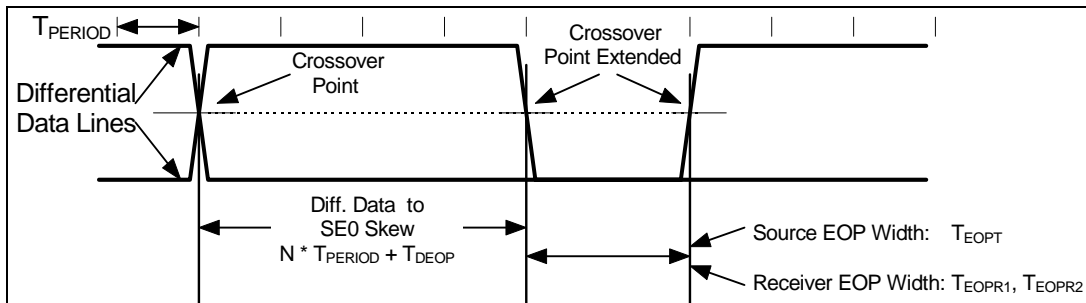 TPERIOD
Differential
Data Lines
Crossover
Point
Crossover
Point Extended
Diff. Data to
SE0 Skew
N * TPERIOD + TDEOP
Source EOP Width: TEOPT
Receiver EOP Width: TEOPR1, TEOPR2